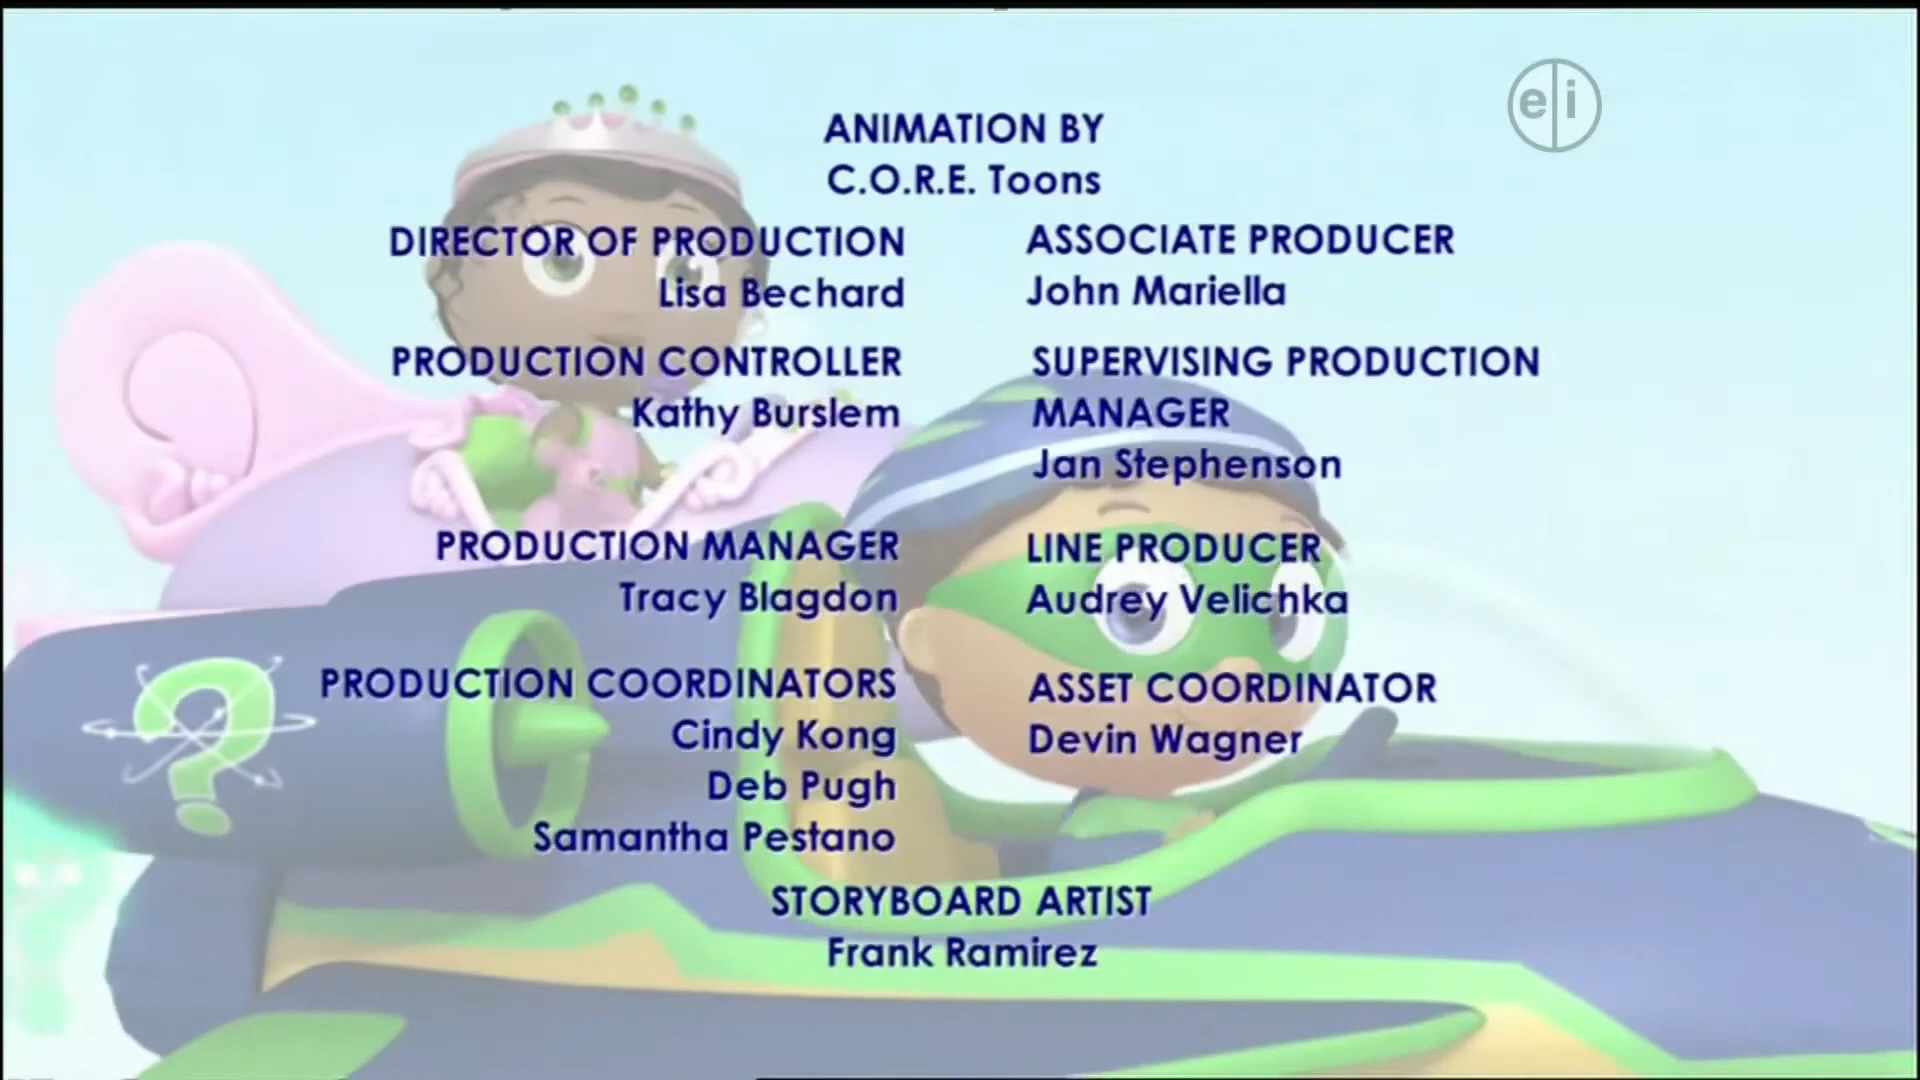 e|i
ANIMATION BY
C.O.R.E. Toons
DIRECTOR OF PRODUCTION
Lisa Bechard
ASSOCIATE PRODUCER
John Mariella
PRODUCTION CONTROLLER
Kathy Burslem
SUPERVISING PRODUCTION
MANAGER
Jan Stephenson
PRODUCTION MANAGER
Tracy Blagdon
LINE PRODUCER
Audrey Velichka
PRODUCTION COORDINATORS
Cindy Kong
Deb Pugh
Samantha Pestano
ASSET COORDINATOR
Devin Wagner
STORYBOARD ARTIST
Frank Ramirez
?